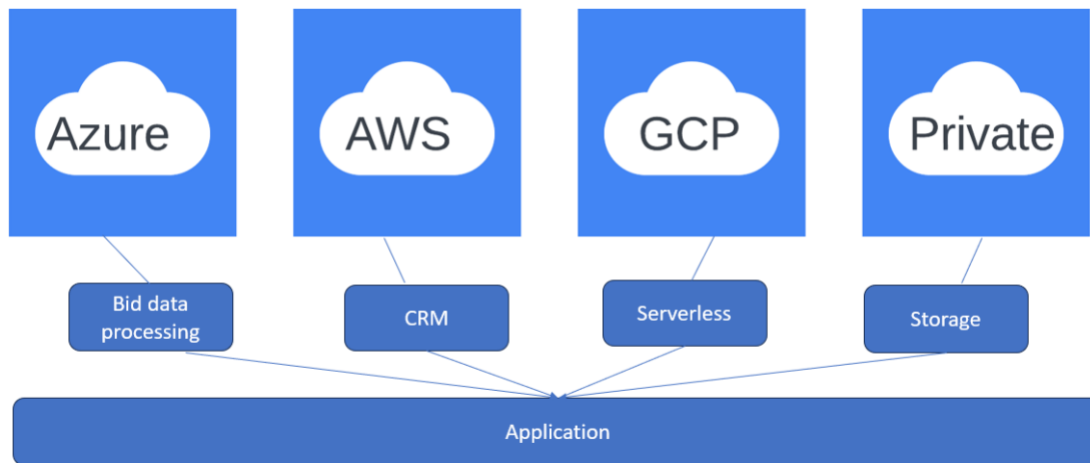 Azure
AWS
GCP
Private
Bid data
processing
CRM
Serverless
Storage
Application